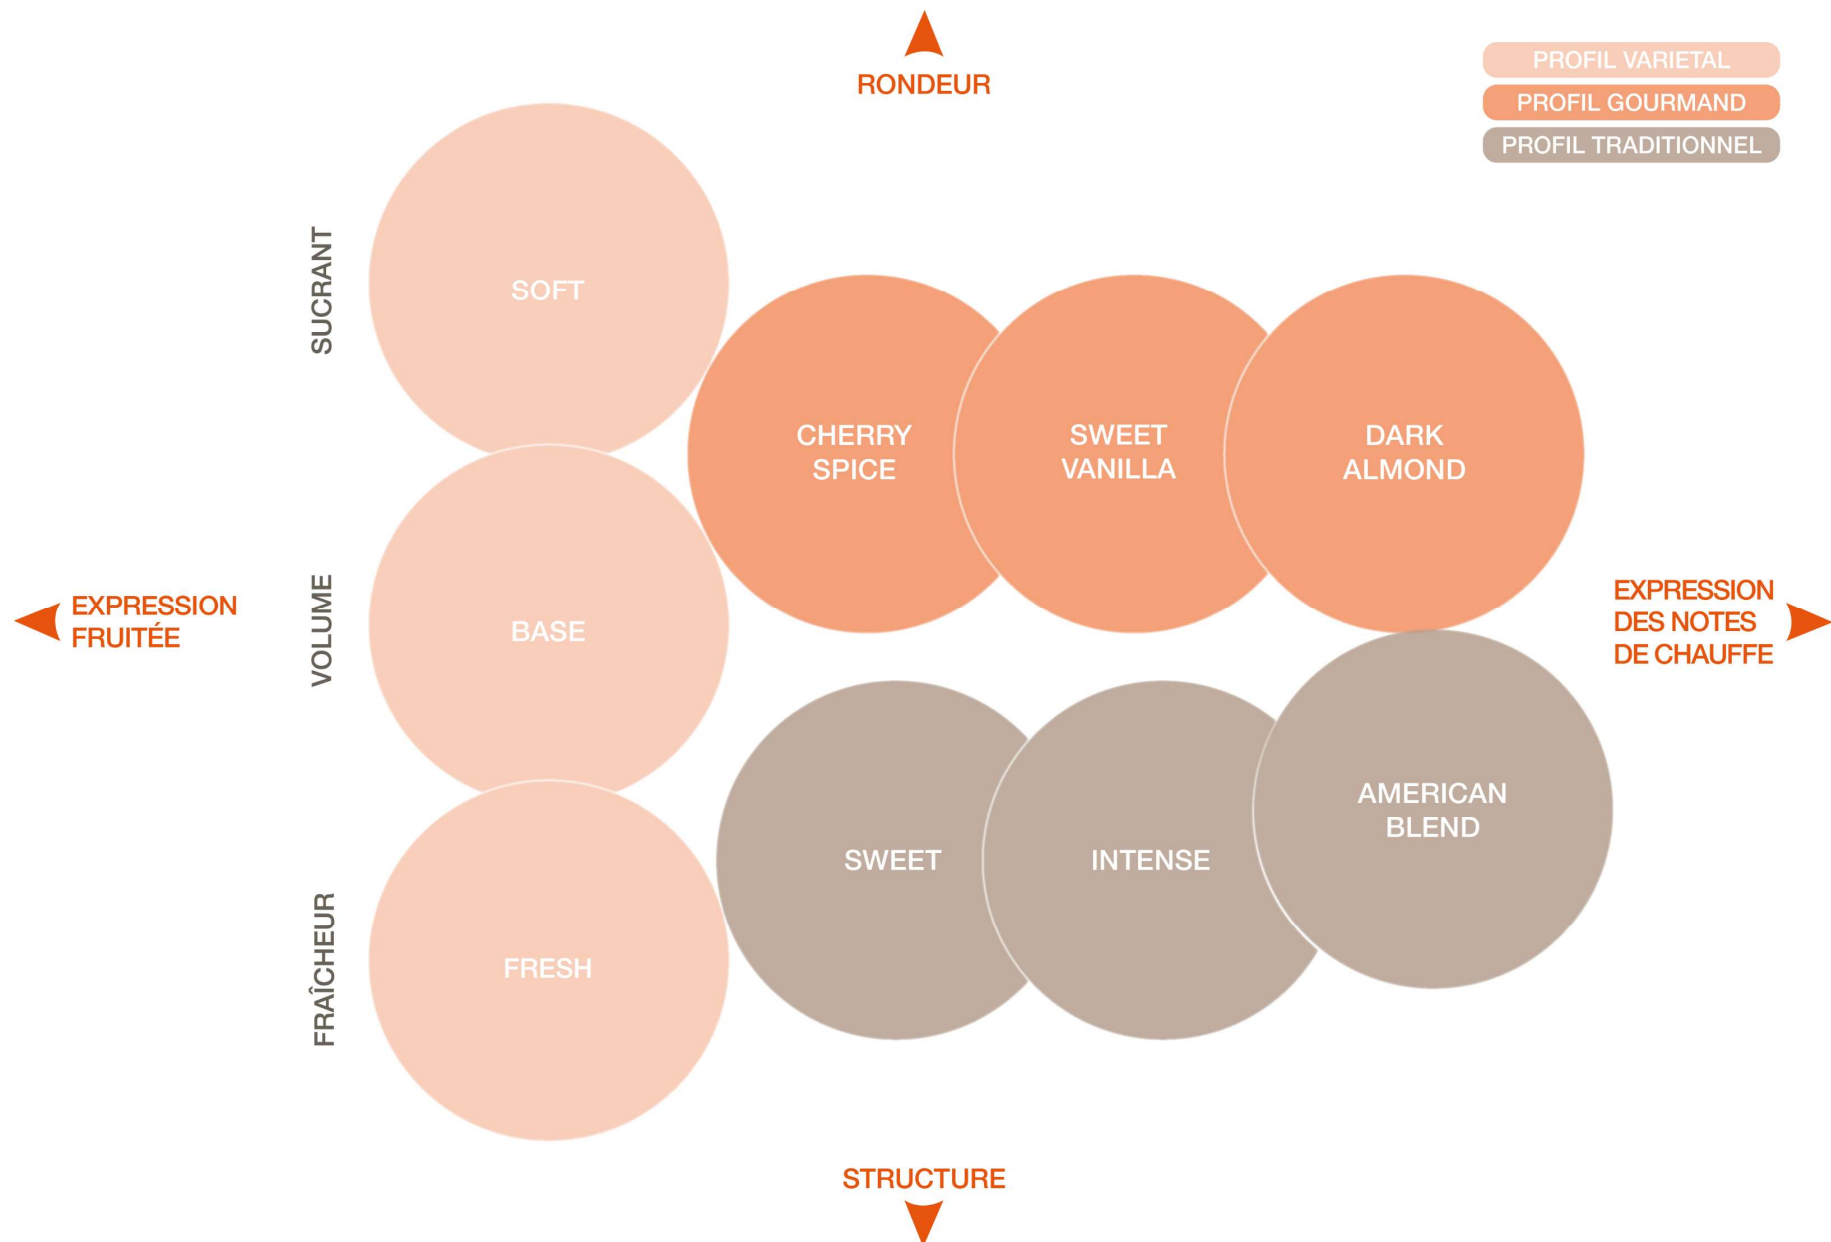 RONDEUR
PROFIL VARIETAL
PROFIL GOURMAND
PROFIL TRADITIONNEL
SUCRANT
SOFT
CHERRY
SPICE
SWEET
VANILLA
DARK
ALMOND
EXPRESSION
FRUITÉE
VOLUME
BASE
EXPRESSION
DES NOTES
DE CHAUFFE
FRAÎCHEUR
FRESH
SWEET
INTENSE
AMERICAN
BLEND
STRUCTURE